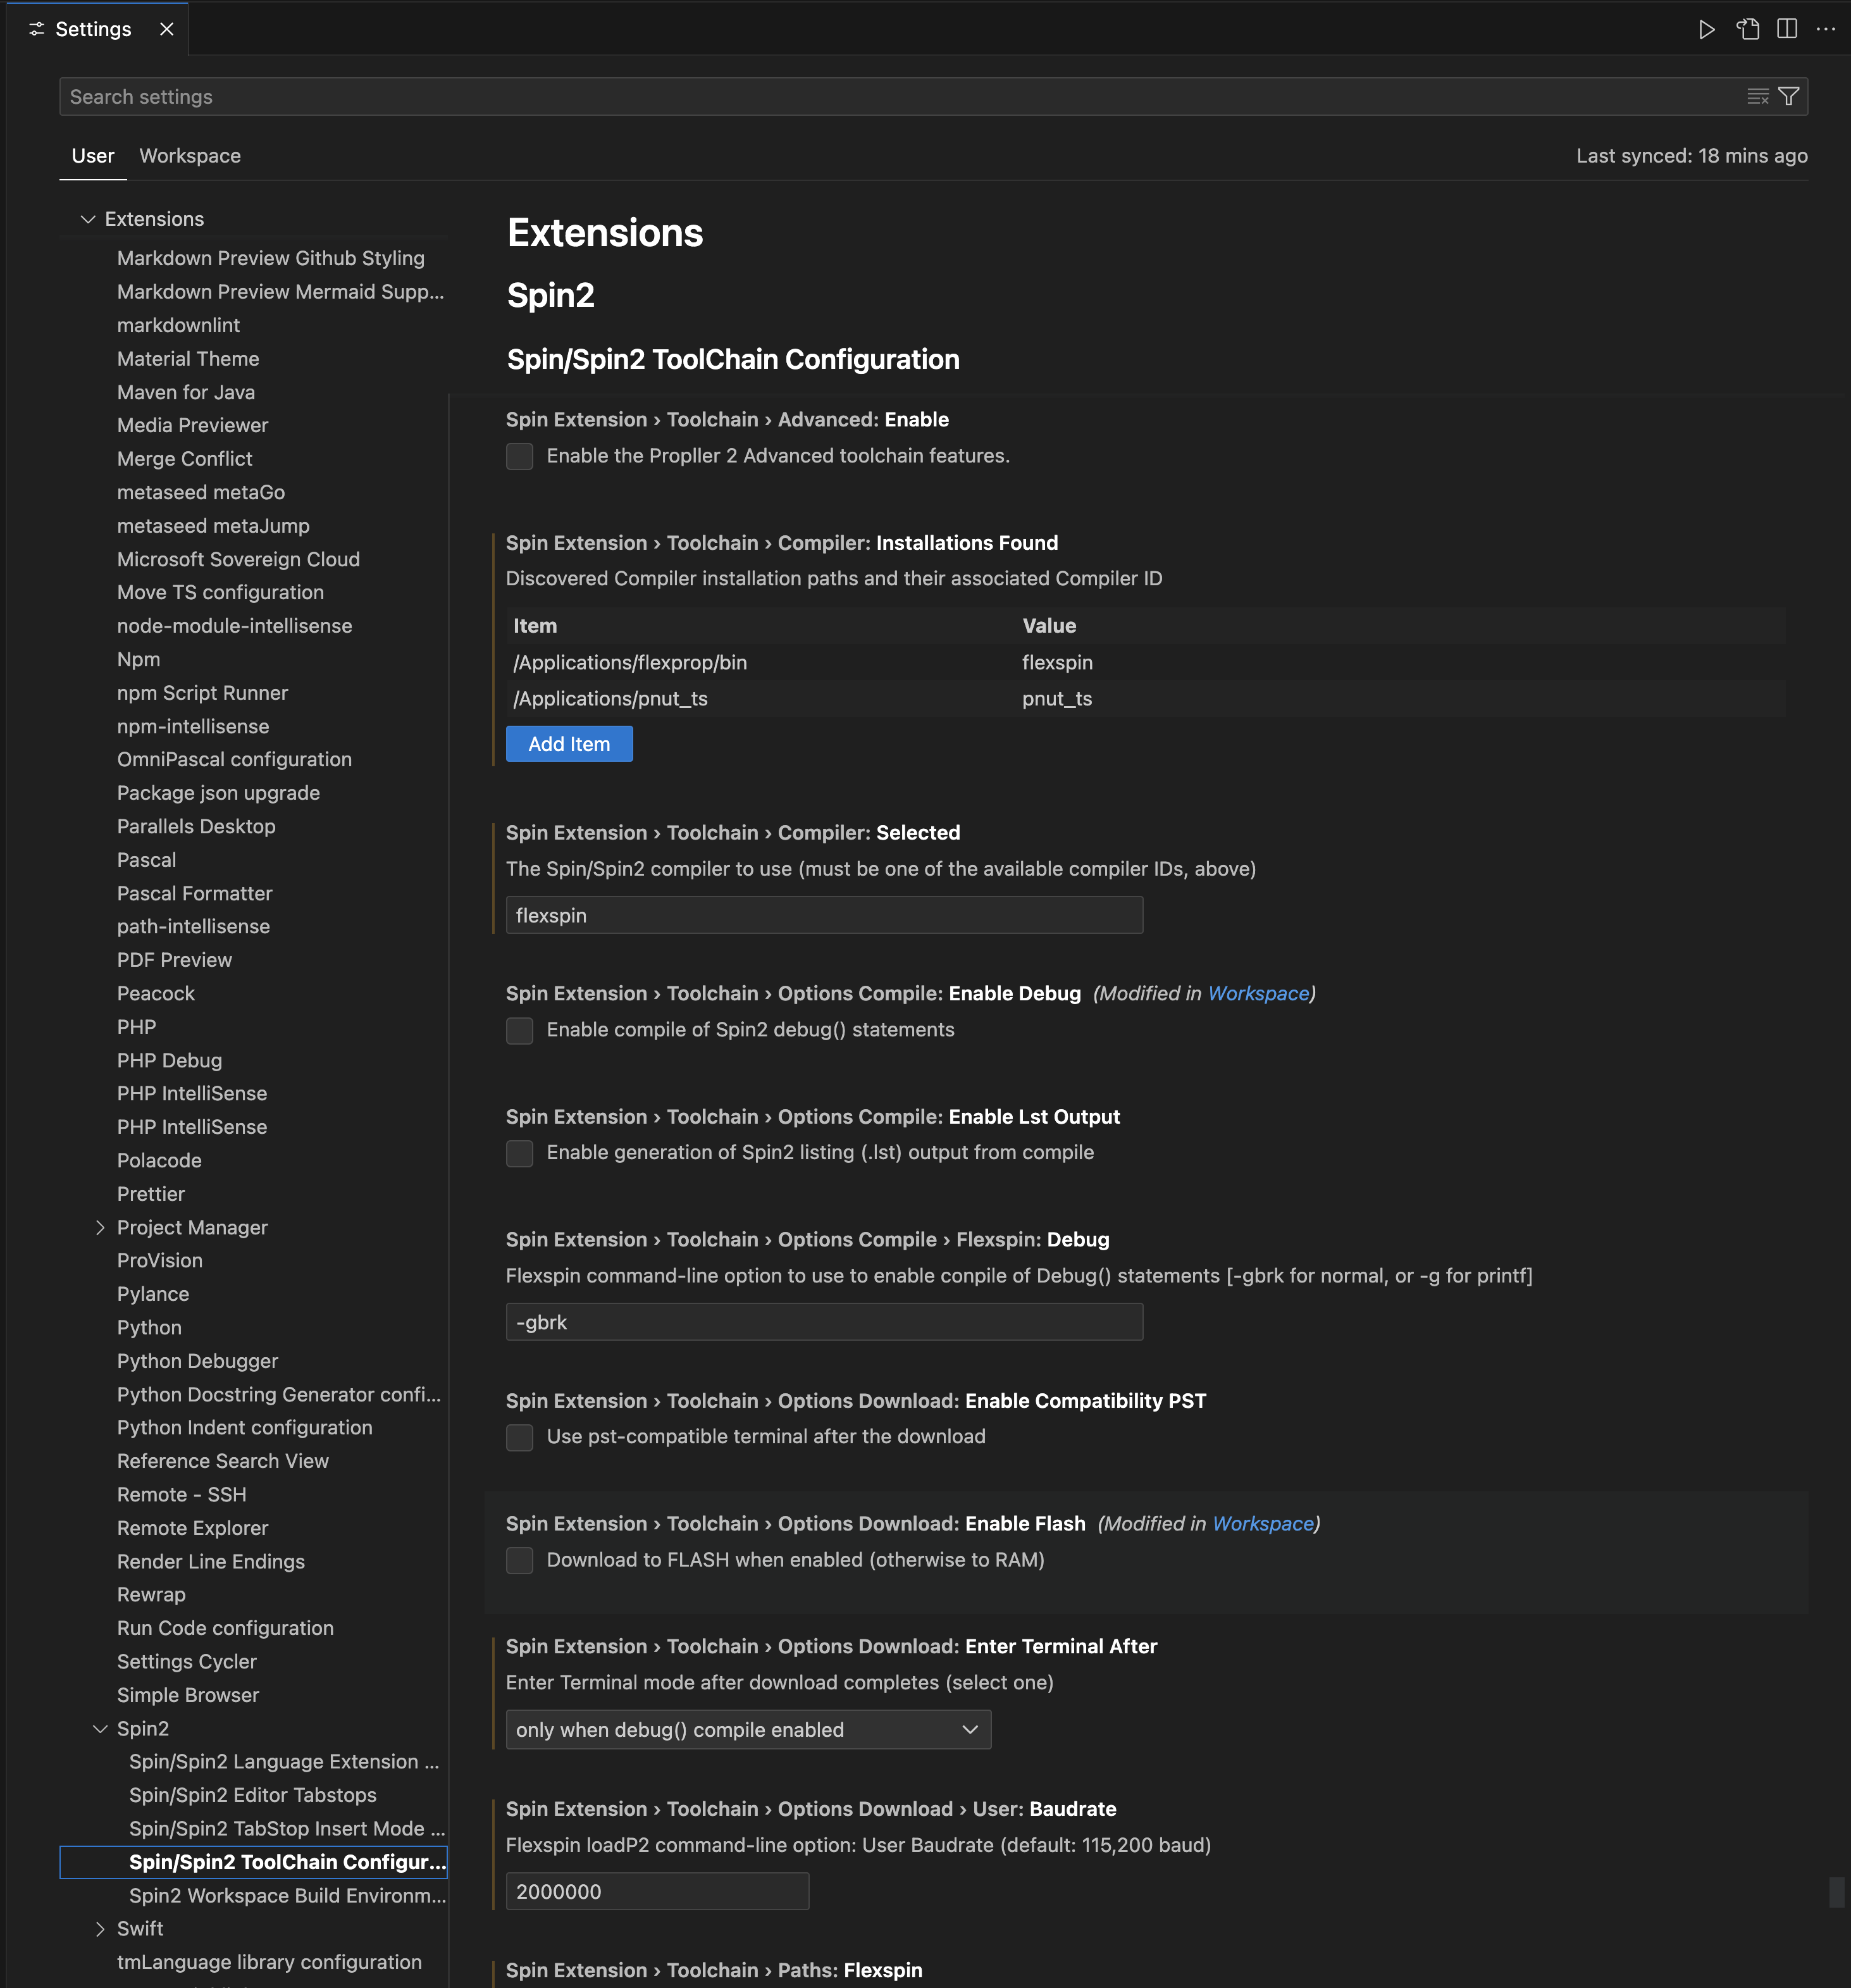 Settings
Search settings
User
Workspace
Last synced: 18 mins ago
Extensions
Markdown Preview Github Styling
Markdown Preview Mermaid Supp...
markdownlint
Material Theme
Maven for Java
Media Previewer
Merge Conflict
metaseed metaGo
metaseed metaJump
Microsoft Sovereign Cloud
Move TS configuration
node-module-intellisense
Npm
npm Script Runner
npm-intellisense
OmniPascal configuration
Package json upgrade
Parallels Desktop
Pascal
Pascal Formatter
path-intellisense
PDF Preview
Peacock
PHP
PHP Debug
PHP IntelliSense
PHP IntelliSense
Polacode
Prettier
Project Manager
ProVision
Pylance
Python
Python Debugger
Python Docstring Generator confi...
Python Indent configuration
Reference Search View
Remote - SSH
Remote Explorer
Render Line Endings
Rewrap
Run Code configuration
Settings Cycler
Simple Browser
Spin2
Spin/Spin2 Language Extension ...
Spin/Spin2 Editor Tabstops
Spin/Spin2 TabStop Insert Mode ...
Spin/Spin2 ToolChain Configur...
Spin2 Workspace Build Environm...
Swift
tmLanguage library configuration
Extensions
Spin2
Spin/Spin2 ToolChain Configuration
Spin Extension › Toolchain › Advanced: Enable
Enable the Propller 2 Advanced toolchain features.
Spin Extension › Toolchain › Compiler: Installations Found
Discovered Compiler installation paths and their associated Compiler ID
Item Value
/Applications/flexprop/bin flexspin
/Applications/pnut_ts pnut_ts
Add Item
Spin Extension › Toolchain › Compiler: Selected
The Spin/Spin2 compiler to use (must be one of the available compiler IDs, above)
flexspin
Spin Extension › Toolchain › Options Compile: Enable Debug (Modified in Workspace)
Enable compile of Spin2 debug() statements
Spin Extension › Toolchain › Options Compile: Enable Lst Output
Enable generation of Spin2 listing (.lst) output from compile
Spin Extension › Toolchain › Options Compile › Flexspin: Debug
Flexspin command-line option to use to enable conpile of Debug() statements [-gbrk for normal, or -g for printf]
-gbrk
Spin Extension › Toolchain › Options Download: Enable Compatibility PST
Use pst-compatible terminal after the download
Spin Extension › Toolchain › Options Download: Enable Flash (Modified in Workspace)
Download to FLASH when enabled (otherwise to RAM)
Spin Extension › Toolchain › Options Download: Enter Terminal After
Enter Terminal mode after download completes (select one)
only when debug() compile enabled
Spin Extension › Toolchain › Options Download › User: Baudrate
Flexspin loadP2 command-line option: User Baudrate (default: 115,200 baud)
2000000
Spin Extension › Toolchain › Paths: Flexspin